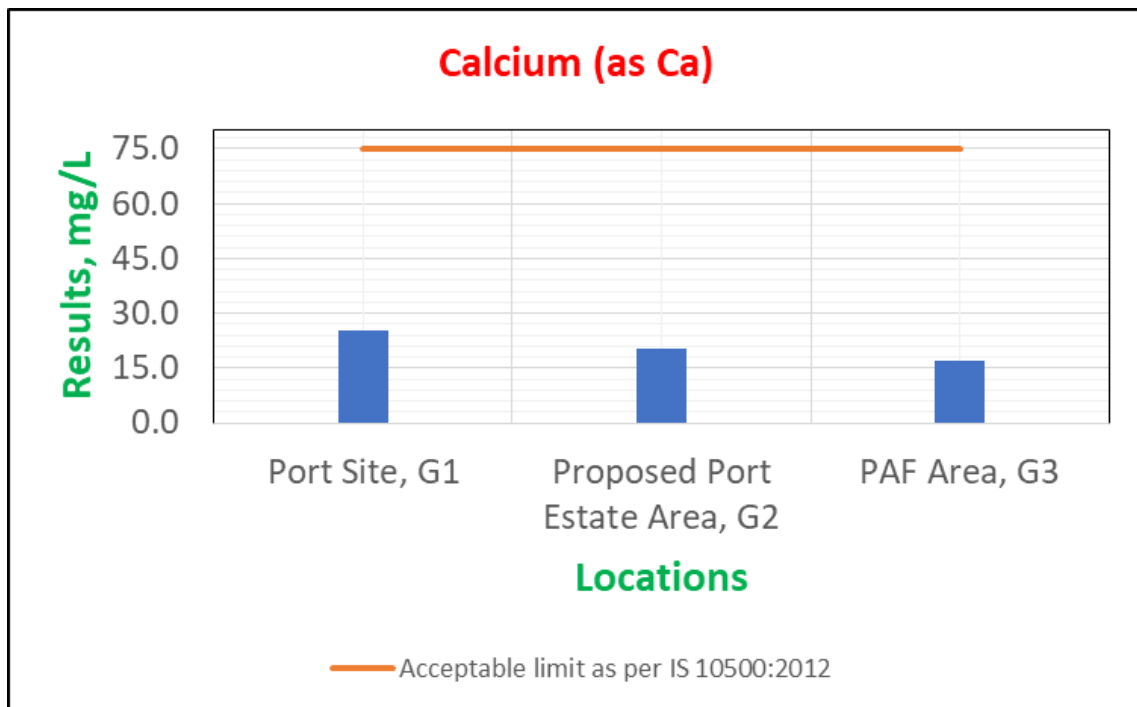 Calcium (as Ca)
Results, mg/L
75.0
60.0
45.0
30.0
15.0
0.0
Port Site, G1
Proposed Port
Estate Area, G2
PAF Area, G3
Locations
Acceptable limit as per IS 10500:2012